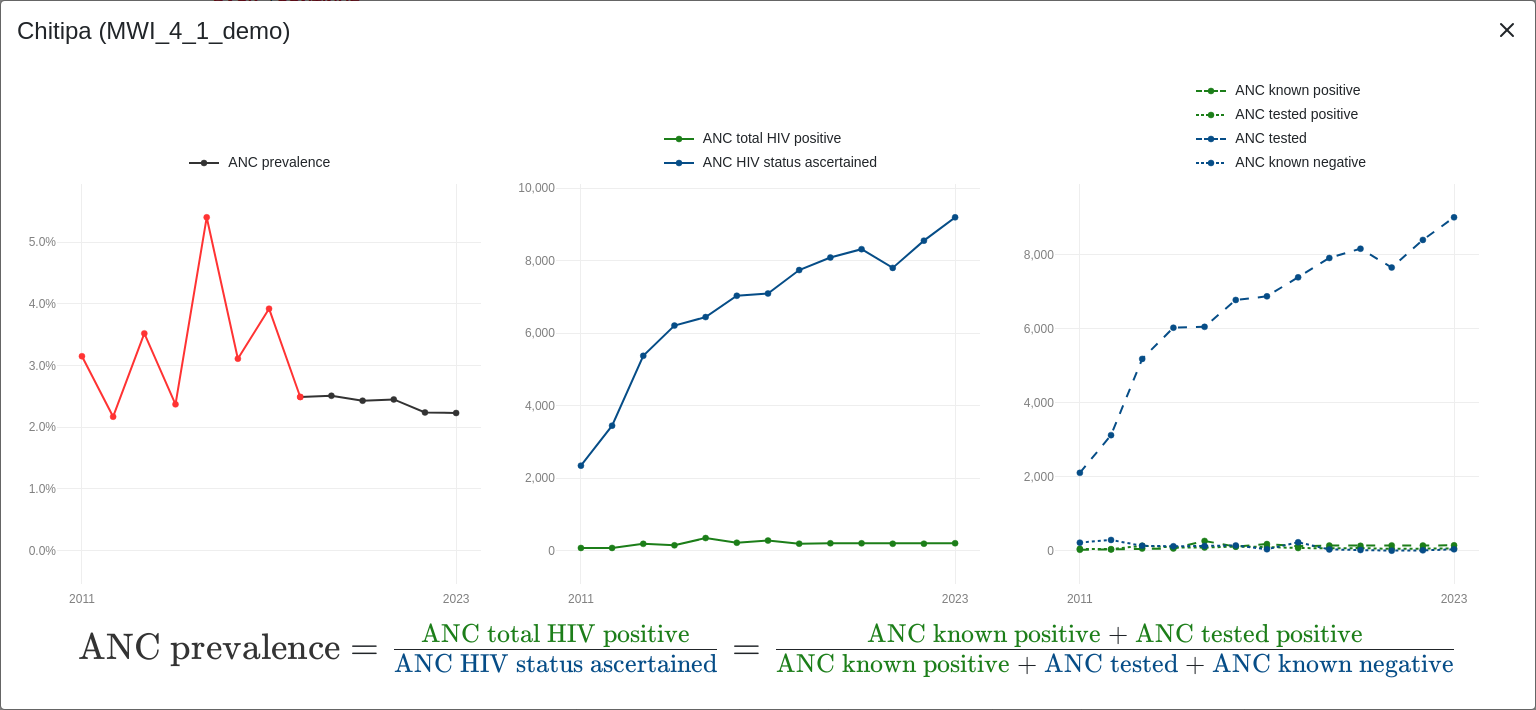 Chitipa (MWI_4_1_demo)
ANC prevalence
5.0%
4.0%
3.0%
2.0%
1.0%
0.0%
2011
2023
ANC total HIV positive
ANC HIV status ascertained
10,000
8,000
6,000
4,000
2,000
0
2011
2023
ANC known positive
ANC tested positive
ANC tested
ANC known negative
8,000
6,000
4,000
2,000
0
2011
2023
ANC prevalence = ANC total HIV positive / ANC HIV status ascertained = ANC known positive + ANC tested positive / ANC known positive + ANC tested + ANC known negative